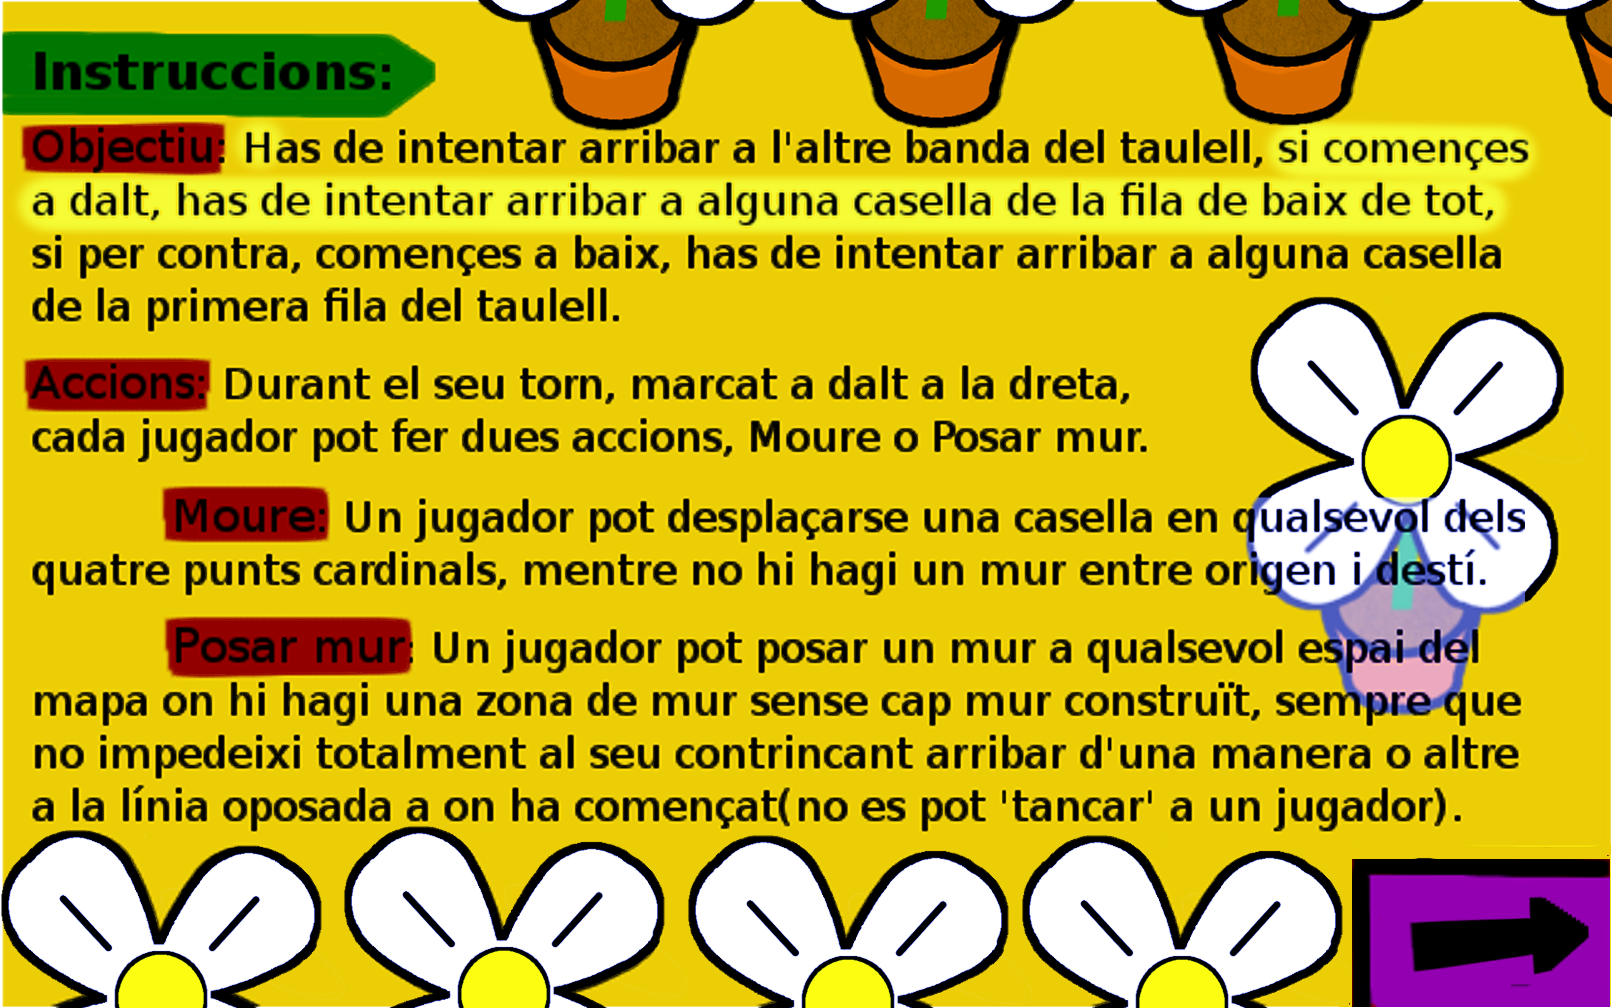 Instruccions:
Objectiu: Has de intentar arribar a l'altre banda del taulell, si començes
a dalt, has de intentar arribar a alguna casella de la fila de baix de tot,
si per contra, començes a baix, has de intentar arribar a alguna casella
de la primera fila del taulell.
Accions: Durant el seu torn, marcat a dalt a la dreta,
cada jugador pot fer dues accions, Moure o Posar mur.
Moure: Un jugador pot desplaçarse una casella en qualsevol dels
quatre punts cardinals, mentre no hi hagi un mur entre origen i destí.
Posar mur: Un jugador pot posar un mur a qualsevol espai del
mapa on hi hagi una zona de mur sense cap mur construït, sempre que
no impedeixi totalment al seu contrincant arribar d'una manera o altre
a la línia oposada a on ha començat(no es pot 'tancar' a un jugador).